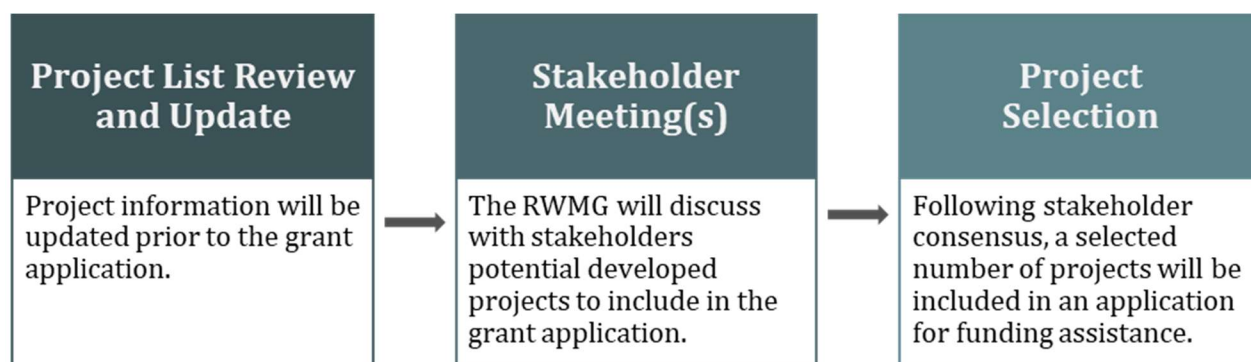 Project List Review
and Update
Project information will be
updated prior to the grant
application.
Stakeholder
Meeting(s)
The RWMG will discuss
with stakeholders
potential developed
projects to include in the
grant application.
Project
Selection
Following stakeholder
consensus, a selected
number of projects will be
included in an application
for funding assistance.